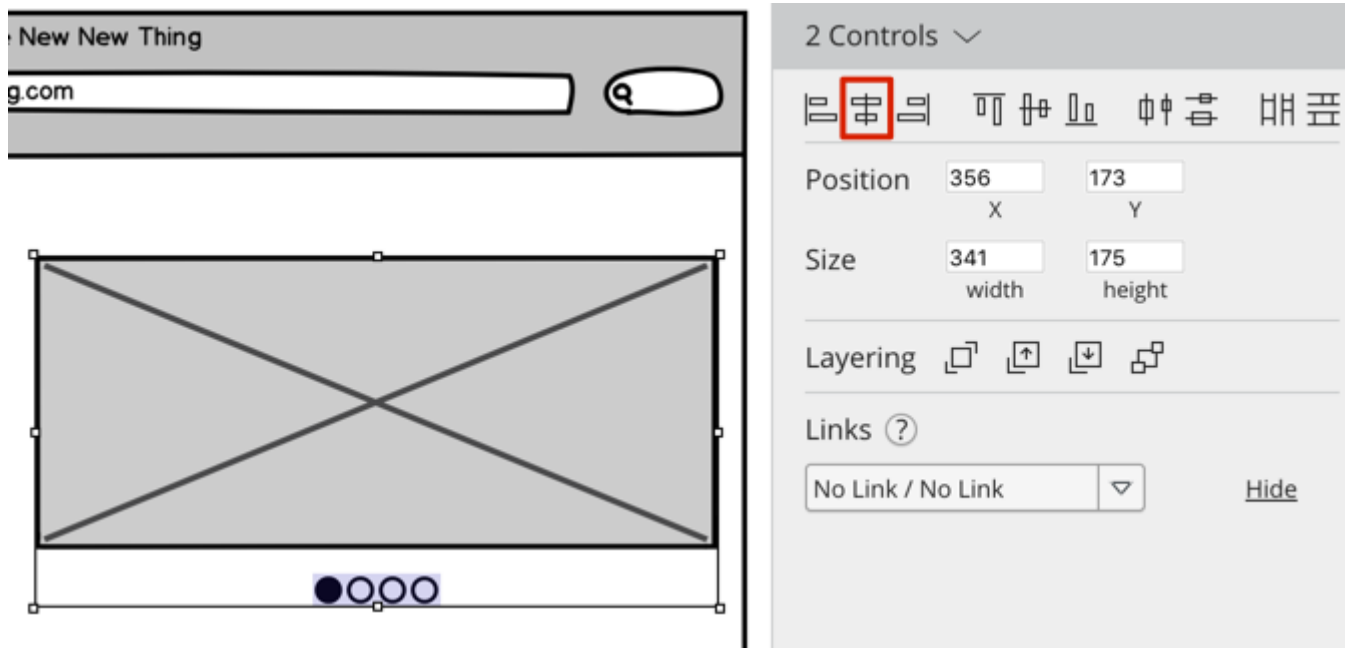 New New Thing
g.com
2 Controls
Position 356 173
X Y
Size 341 175
width height
Layering
Links ?
No Link / No Link Hide